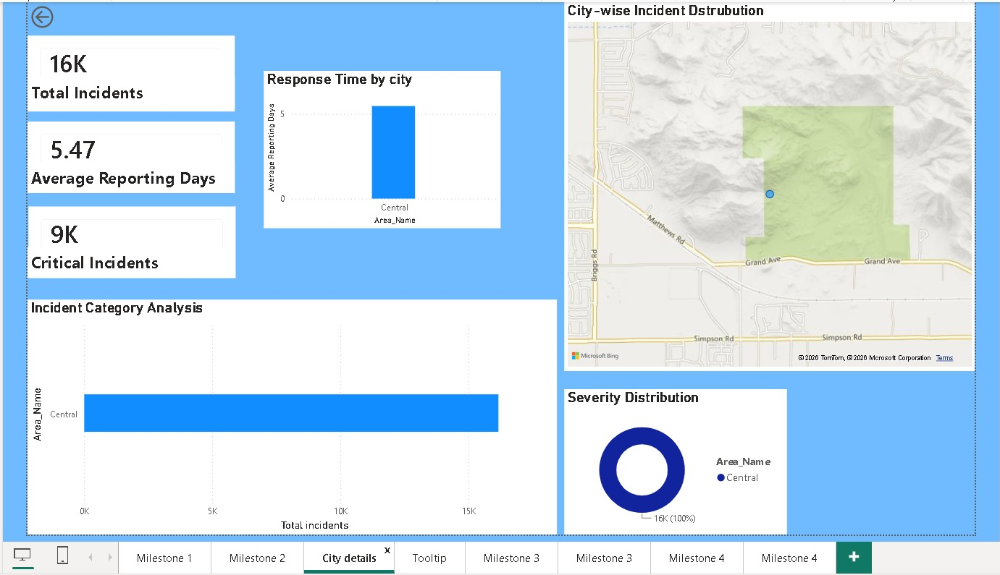 16K
Total Incidents
5.47
Average Reporting Days
9K
Critical Incidents
Response Time by city
Average Reporting Days
5
0
Central
Area_Name
City-wise Incident Dstrubution
Matthews Rd
Briggs Rd
Grand Ave
Grand Ave
Simpson Rd
Simpson Rd
Microsoft Bing
© 2026 TomTom, © 2026 Microsoft Corporation Terms
Incident Category Analysis
Area_Name
Central
0K 5K 10K 15K
Total incidents
Severity Distribution
Area_Name
Central
16K (100%)
Milestone 1 Milestone 2 City details x Tooltip Milestone 3 Milestone 3 Milestone 4 Milestone 4 +